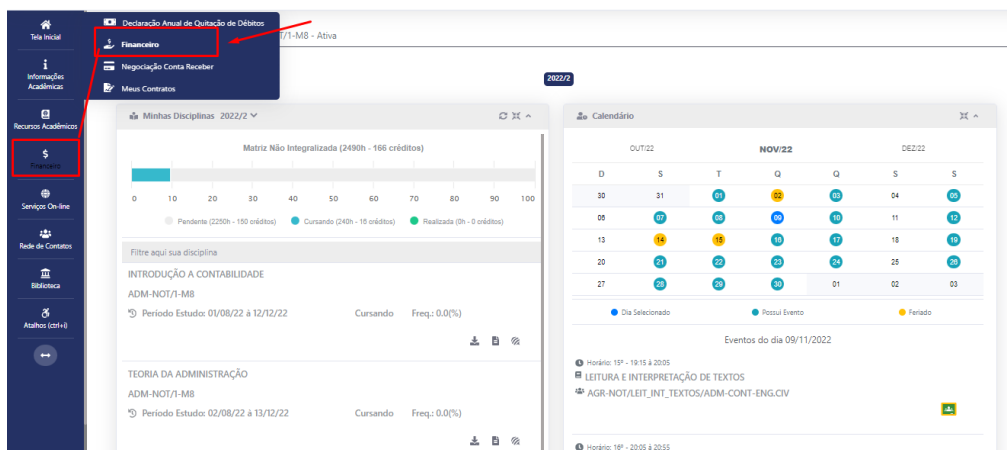 Tela Inicial
Informações
Acadêmicas
Recursos Acadêmicos
$
Financeiro
Serviços On-line
Rede de Contatos
Biblioteca
Atalhos (ctrl+i)
Declaração Anual de Quitação de Débitos
Financeiro
Negociação Conta Receber
Meus Contratos
T/1-M8 - Ativa
2022/2
Minhas Disciplinas 2022/2
Matriz Não Integralizada (2490h - 166 créditos)
0 10 20 30 40 50 60 70 80 90 100
Pendente (2250h - 150 créditos) Cursando (240h - 16 créditos) Realizada (0h - 0 créditos)
Filtre aqui sua disciplina
INTRODUÇÃO A CONTABILIDADE
ADM-NOT/1-M8
Período Estudo: 01/08/22 à 12/12/22 Cursando Freq.: 0.0(%)
TEORIA DA ADMINISTRAÇÃO
ADM-NOT/1-M8
Período Estudo: 02/08/22 á 13/12/22 Cursando Freq.: 0.0(%)
Calendário
OUT/22 NOV/22 DEZ/22
D S T Q Q S S
30 31 01 02 03 04 05
06 07 08 09 10 11 12
13 14 15 16 17 18 19
20 21 22 23 24 25 26
27 28 29 30 01 02 03
Dia Selecionado Possui Evento Feriado
Eventos do dia 09/11/2022
Horário: 15º - 19:15 à 20:05
LEITURA E INTERPRETAÇÃO DE TEXTOS
AGR-NOT/LEIT_INT_TEXTOS/ADM-CONT-ENG.CIV
Horário: 16º - 20:05 à 20:55